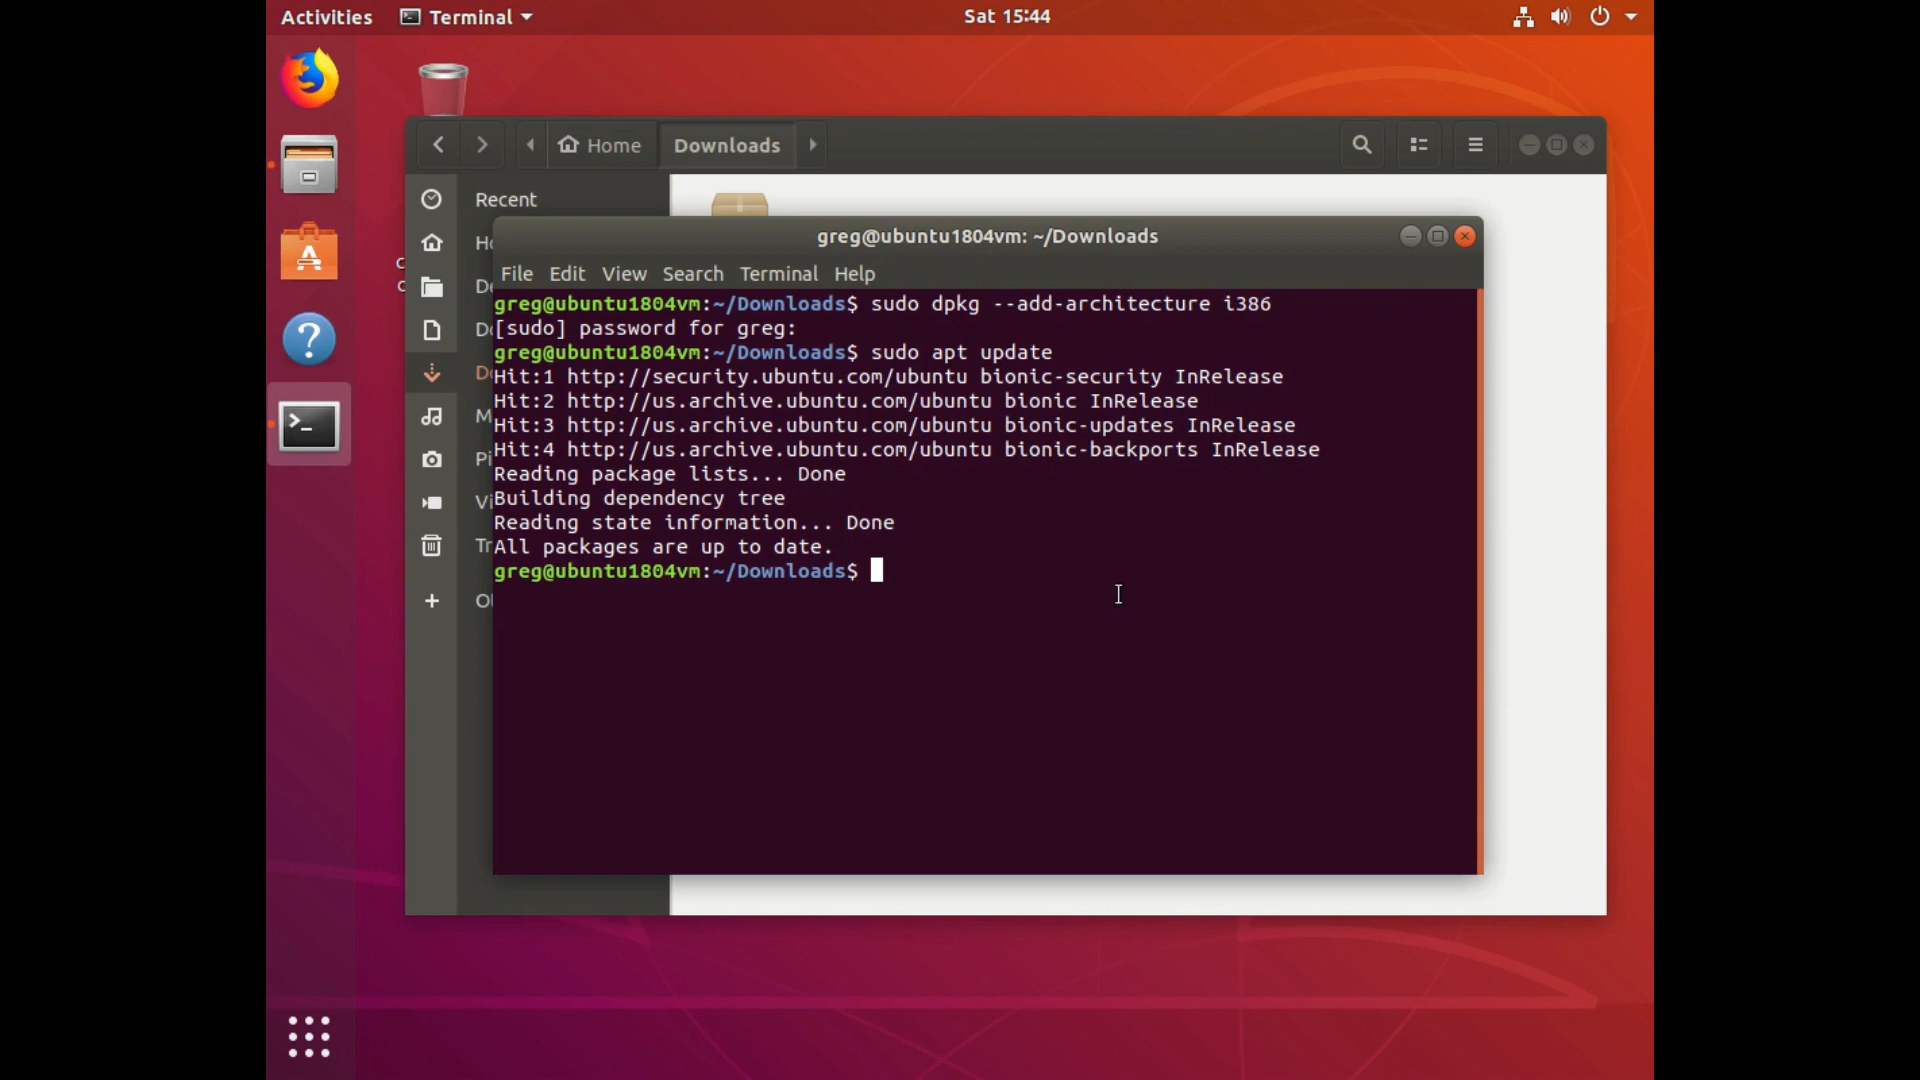 Activities Terminal Sat 15:44
Home Downloads
Recent
greg@ubuntu1804vm: ~/Downloads
File Edit View Search Terminal Help
greg@ubuntu1804vm:~/Downloads$ sudo dpkg --add-architecture i386
[sudo] password for greg:
greg@ubuntu1804vm:~/Downloads$ sudo apt update
Hit:1 http://security.ubuntu.com/ubuntu bionic-security InRelease
Hit:2 http://us.archive.ubuntu.com/ubuntu bionic InRelease
Hit:3 http://us.archive.ubuntu.com/ubuntu bionic-updates InRelease
Hit:4 http://us.archive.ubuntu.com/ubuntu bionic-backports InRelease
Reading package lists... Done
Building dependency tree
Reading state information... Done
All packages are up to date.
greg@ubuntu1804vm:~/Downloads$